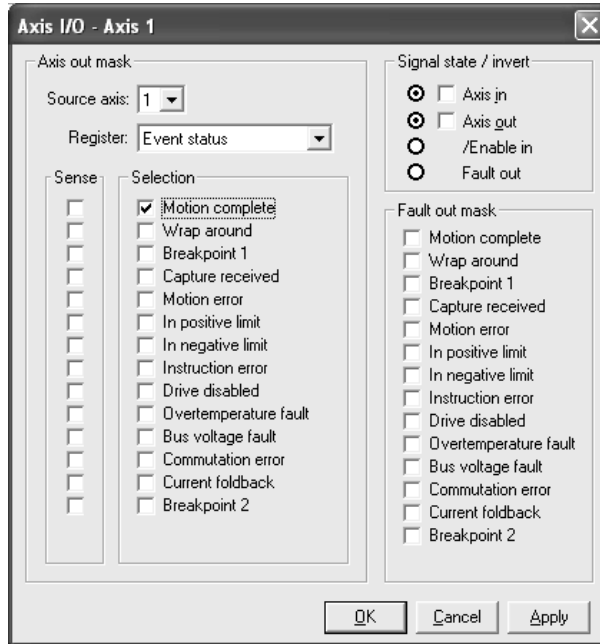 Axis I/O - Axis 1
Axis out mask
Source axis: 1
Register: Event status
Sense
Selection
Motion complete
Wrap around
Breakpoint 1
Capture received
Motion error
In positive limit
In negative limit
Instruction error
Drive disabled
Overtemperature fault
Bus voltage fault
Commutation error
Current foldback
Breakpoint 2
Signal state / invert
Axis in
Axis out
/Enable in
Fault out
Fault out mask
Motion complete
Wrap around
Breakpoint 1
Capture received
Motion error
In positive limit
In negative limit
Instruction error
Drive disabled
Overtemperature fault
Bus voltage fault
Commutation error
Current foldback
Breakpoint 2
OK
Cancel
Apply